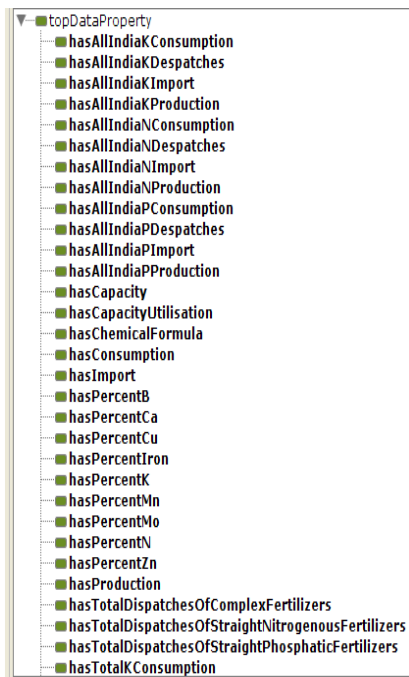 topDataProperty
hasAllIndiaKConsumption
hasAllIndiaKDespatches
hasAllIndiaKImport
hasAllIndiaKProduction
hasAllIndiaNConsumption
hasAllIndiaNDespatches
hasAllIndiaNImport
hasAllIndiaNProduction
hasAllIndiaPConsumption
hasAllIndiaPDespatches
hasAllIndiaPImport
hasAllIndiaPProduction
hasCapacity
hasCapacityUtilisation
hasChemicalFormula
hasConsumption
hasImport
hasPercentB
hasPercentCa
hasPercentCu
hasPercentIron
hasPercentK
hasPercentMn
hasPercentMo
hasPercentN
hasPercentZn
hasProduction
hasTotalDispatchesOfComplexFertilizers
hasTotalDispatchesOfStraightNitrogenousFertilizers
hasTotalDispatchesOfStraightPhosphaticFertilizers
hasTotalKConsumption